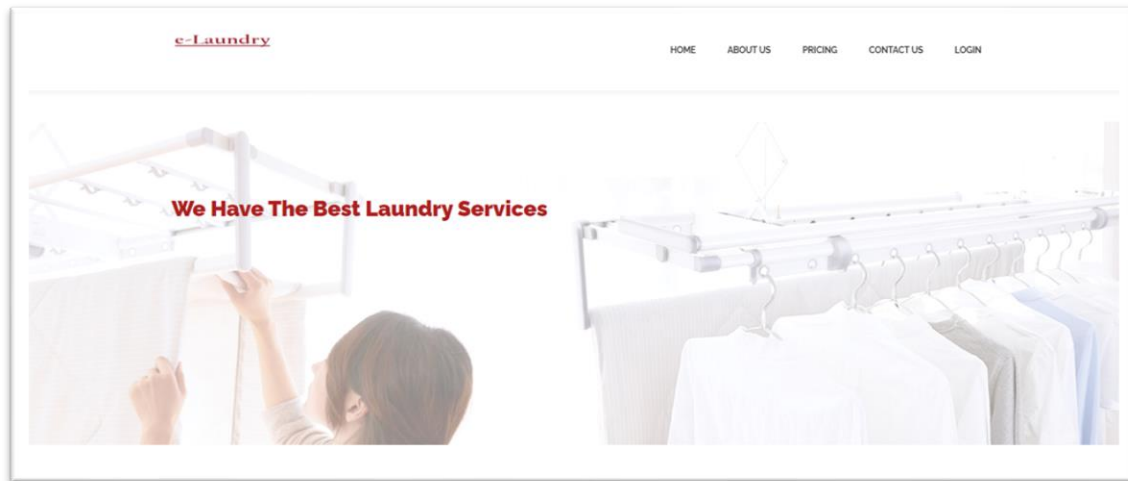 e-Laundry
HOME ABOUT US PRICING CONTACT US LOGIN
We Have The Best Laundry Services